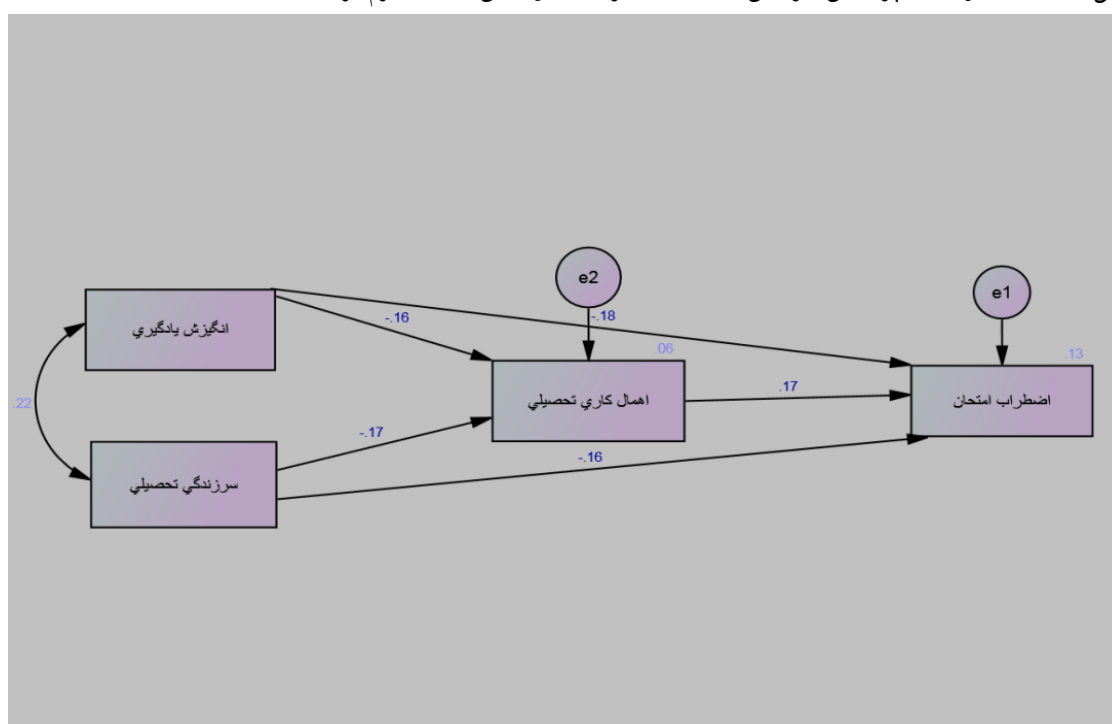 e2
e1
انگيزش يادگيري
-.16
-.18
.06
.13
اهمال كاري تحصيلي
.17
اضطراب امتحان
.22
-.17
سرزندگي تحصيلي
-.16